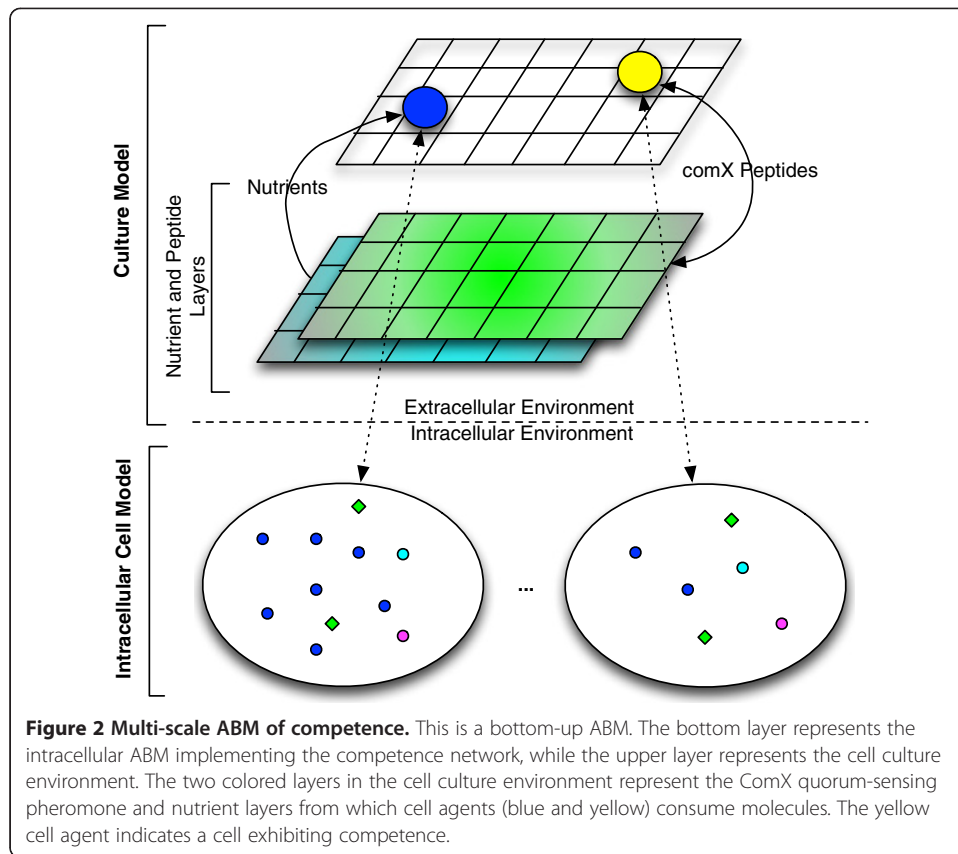 Culture Model
Nutrient and Peptide
Layers
Nutrients
comX Peptides
Extracellular Environment
Intracellular Environment
Intracellular Cell Model
...
Figure 2 Multi-scale ABM of competence. This is a bottom-up ABM. The bottom layer represents the
intracellular ABM implementing the competence network, while the upper layer represents the cell culture
environment. The two colored layers in the cell culture environment represent the ComX quorum-sensing
pheromone and nutrient layers from which cell agents (blue and yellow) consume molecules. The yellow
cell agent indicates a cell exhibiting competence.